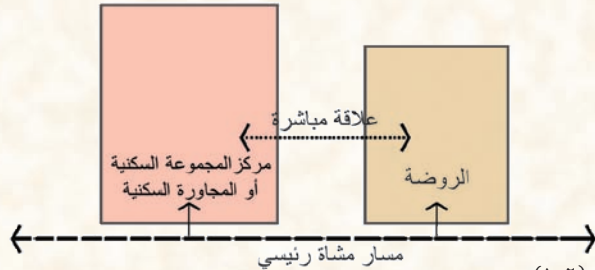 علاقة مباشرة
مركز المجموعة السكنية
أو المجاورة السكنية
الروضة
مسار مشاة رئيسي